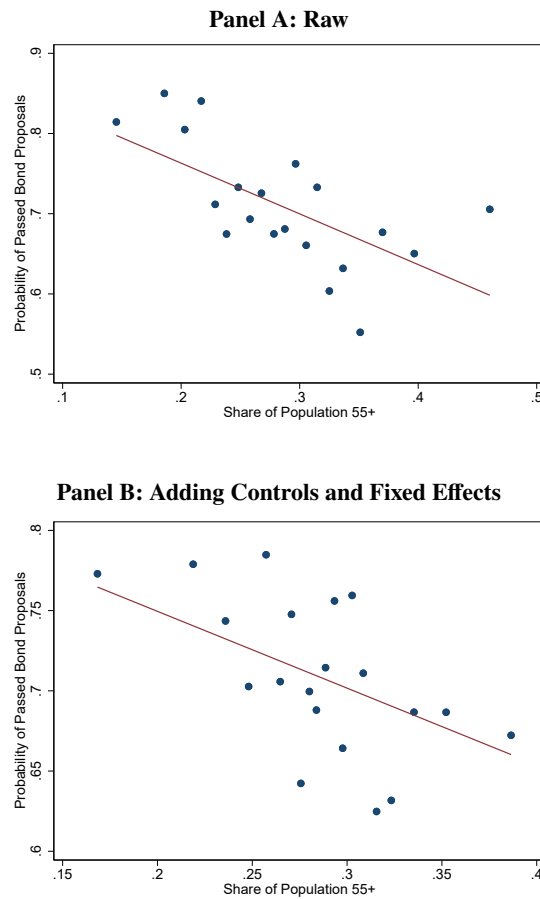 Panel A: Raw
Probability of Passed Bond Proposals
.9
.8
.7
.6
.5
.1 .2 .3 .4 .5
Share of Population 55+
Panel B: Adding Controls and Fixed Effects
Probability of Passed Bond Proposals
.8
.75
.7
.65
.6
.15 .2 .25 .3 .35 .4
Share of Population 55+